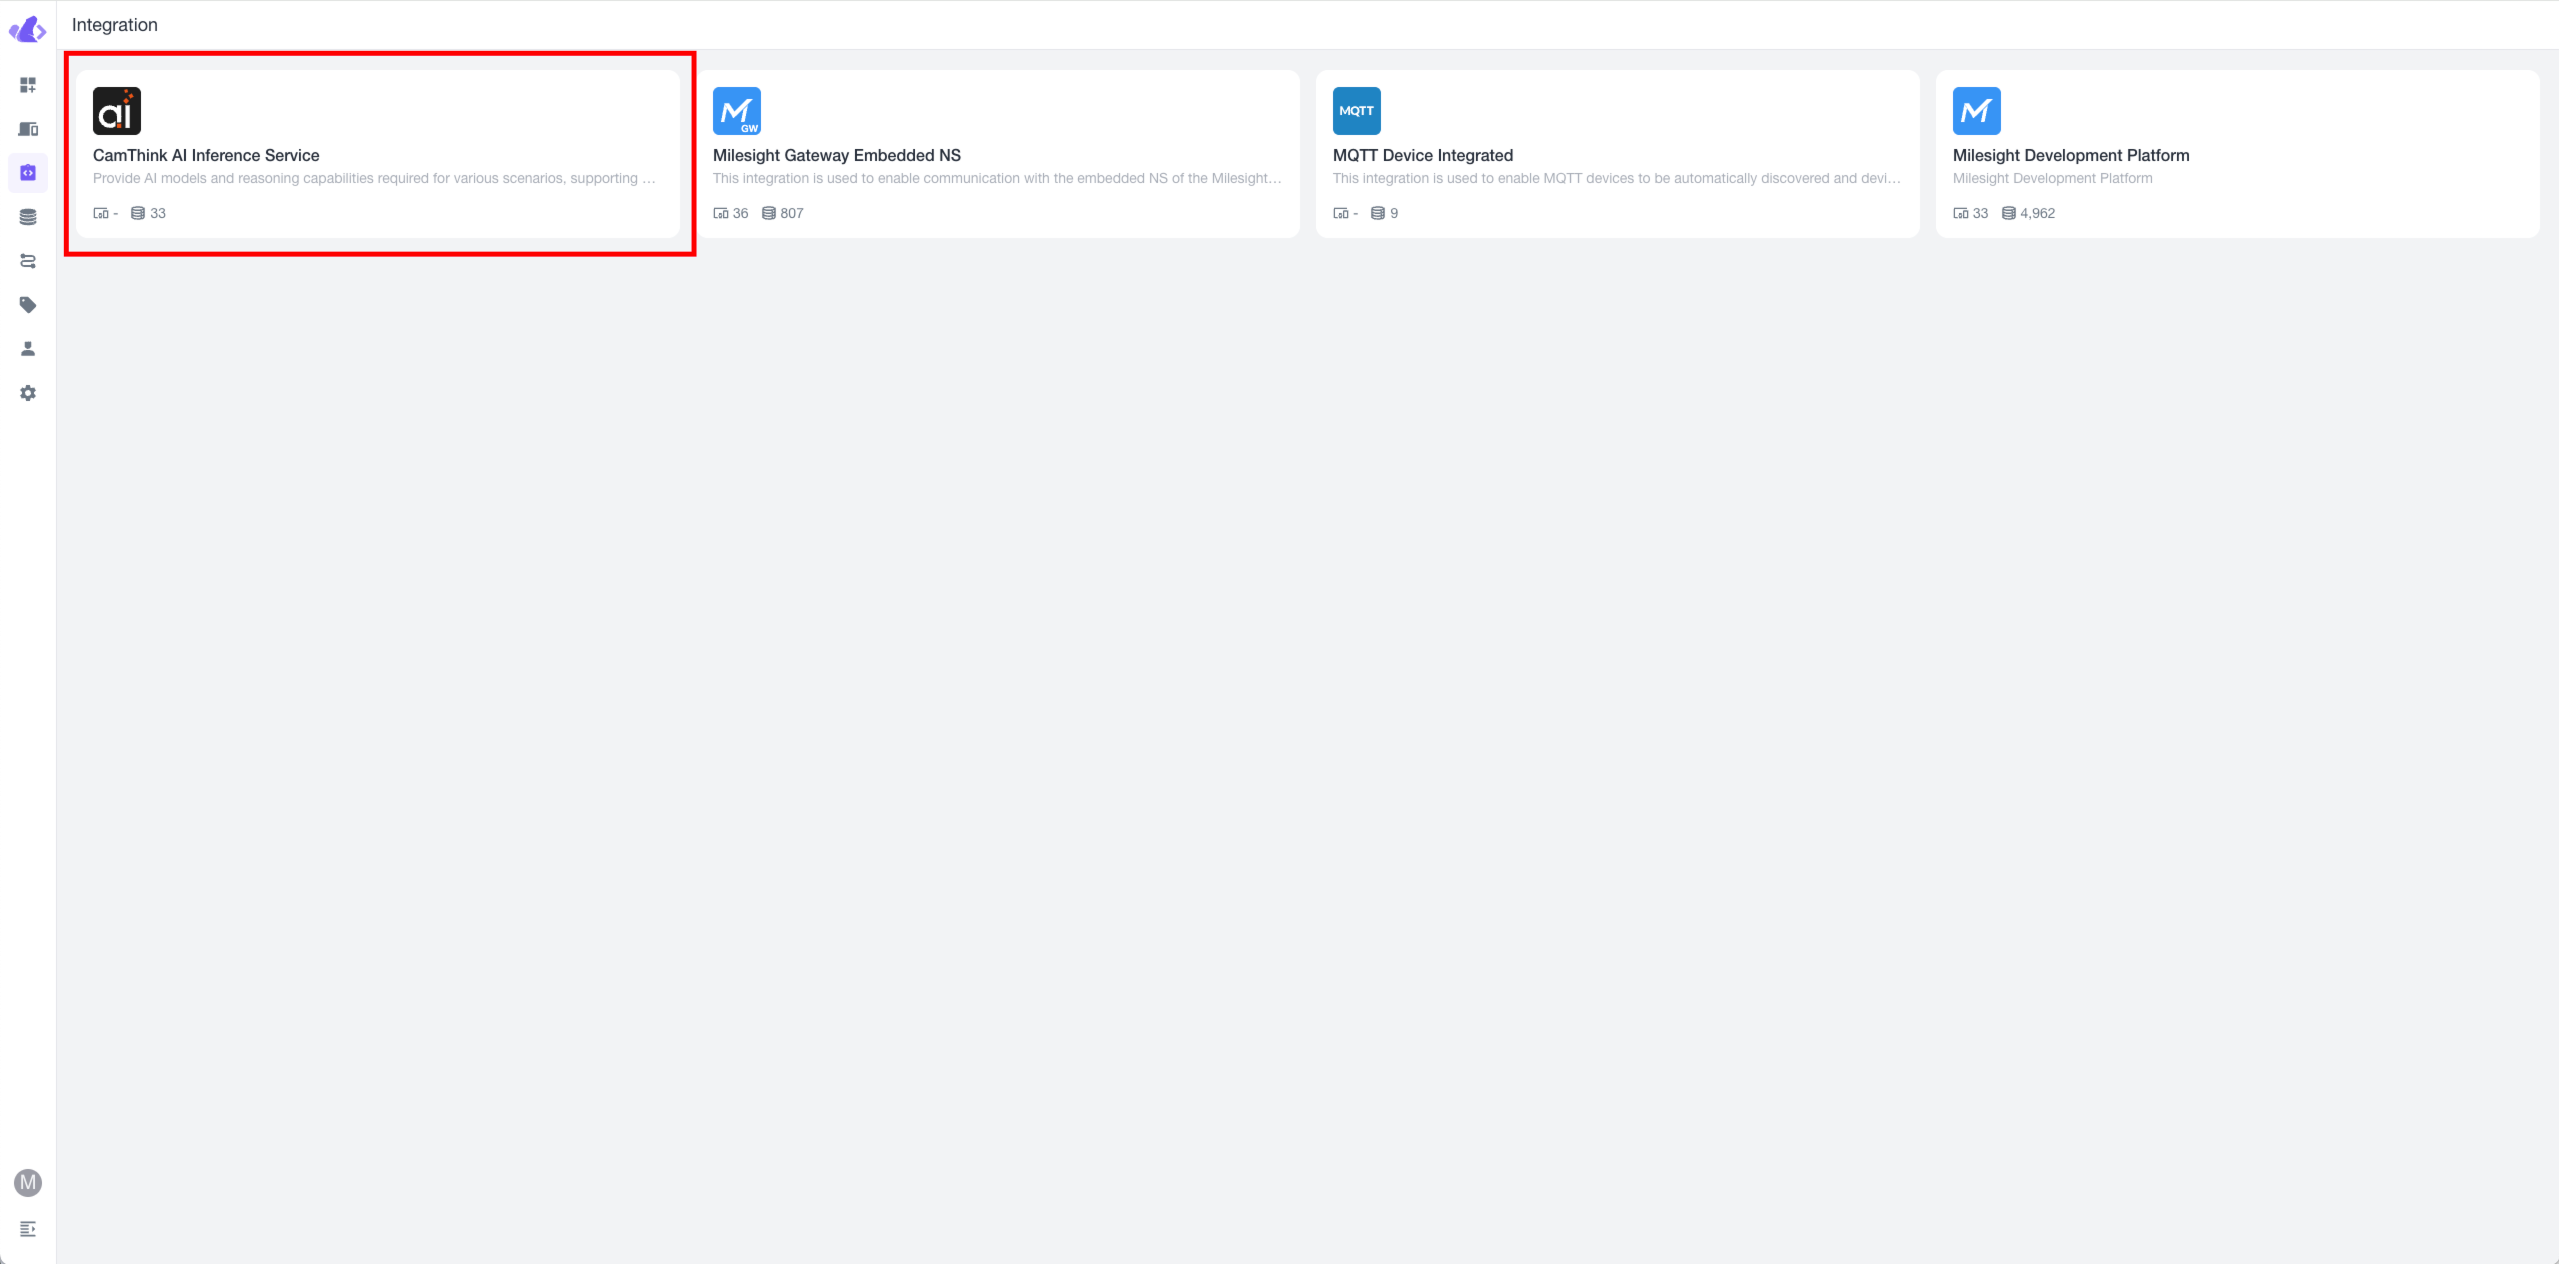 Integration
ai
CamThink AI Inference Service
Provide AI models and reasoning capabilities required for various scenarios, supporting ...
- 33
M GW
Milesight Gateway Embedded NS
This integration is used to enable communication with the embedded NS of the Milesight...
36 807
MQTT
MQTT Device Integrated
This integration is used to enable MQTT devices to be automatically discovered and devi...
- 9
M
Milesight Development Platform
Milesight Development Platform
33 4,962
M